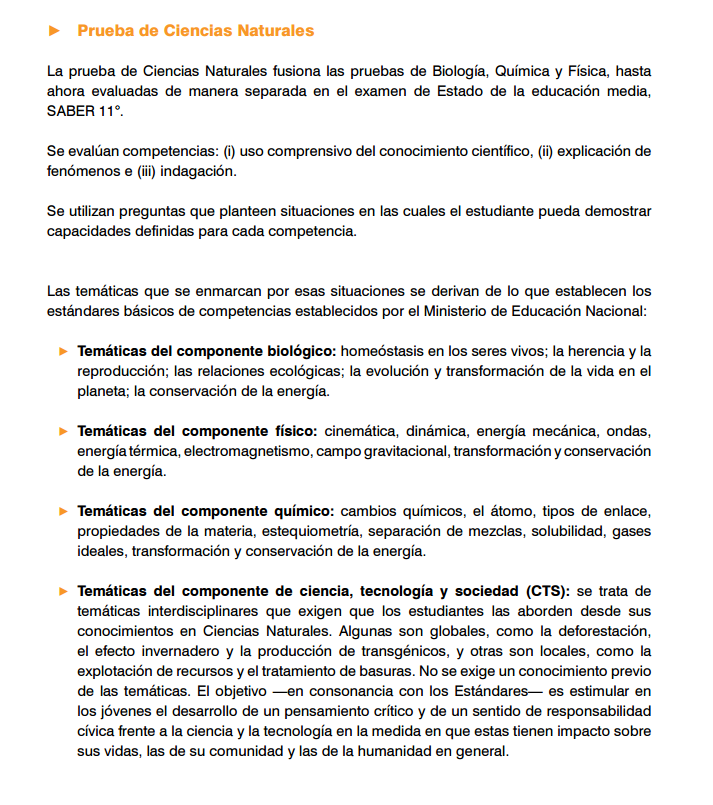 ► Prueba de Ciencias Naturales
La prueba de Ciencias Naturales fusiona las pruebas de Biología, Química y Física, hasta
ahora evaluadas de manera separada en el examen de Estado de la educación media,
SABER 11°.
Se evalúan competencias: (i) uso comprensivo del conocimiento científico, (ii) explicación de
fenómenos e (iii) indagación.
Se utilizan preguntas que planteen situaciones en las cuales el estudiante pueda demostrar
capacidades definidas para cada competencia.
Las temáticas que se enmarcan por esas situaciones se derivan de lo que establecen los
estándares básicos de competencias establecidos por el Ministerio de Educación Nacional:
► Temáticas del componente biológico: homeóstasis en los seres vivos; la herencia y la
reproducción; las relaciones ecológicas; la evolución y transformación de la vida en el
planeta; la conservación de la energía.
► Temáticas del componente físico: cinemática, dinámica, energía mecánica, ondas,
energía térmica, electromagnetismo, campo gravitacional, transformación y conservación
de la energía.
► Temáticas del componente químico: cambios químicos, el átomo, tipos de enlace,
propiedades de la materia, estequiometría, separación de mezclas, solubilidad, gases
ideales, transformación y conservación de la energía.
► Temáticas del componente de ciencia, tecnología y sociedad (CTS): se trata de
temáticas interdisciplinares que exigen que los estudiantes las aborden desde sus
conocimientos en Ciencias Naturales. Algunas son globales, como la deforestación,
el efecto invernadero y la producción de transgénicos, y otras son locales, como la
explotación de recursos y el tratamiento de basuras. No se exige un conocimiento previo
de las temáticas. El objetivo —en consonancia con los Estándares— es estimular en
los jóvenes el desarrollo de un pensamiento crítico y de un sentido de responsabilidad
cívica frente a la ciencia y la tecnología en la medida en que estas tienen impacto sobre
sus vidas, las de su comunidad y las de la humanidad en general.